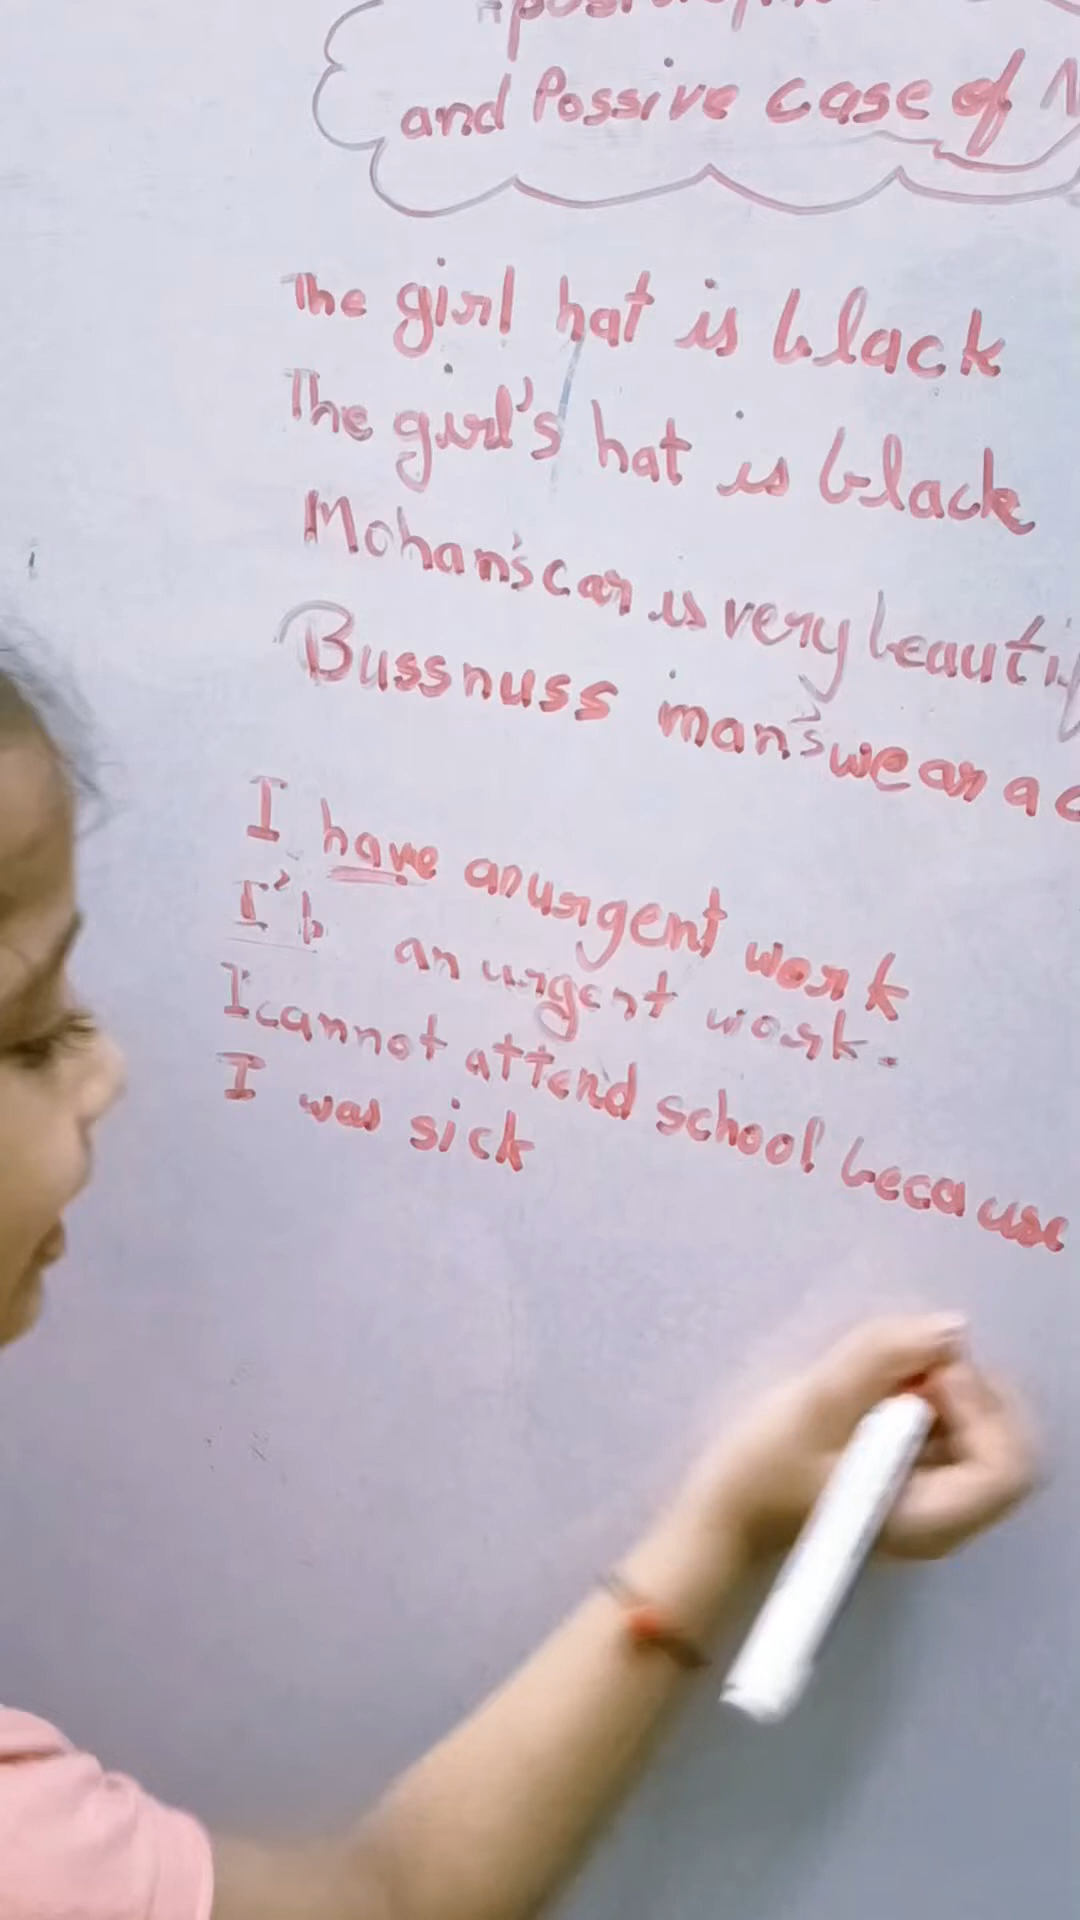 and Possive case of N
The girl hat is black
The girl's hat is black
Mohan's car is very beauti
Bussnuss man's wear a c
I have an urgent work
I'h an urgent work.
I cannot attend school because
I was sick